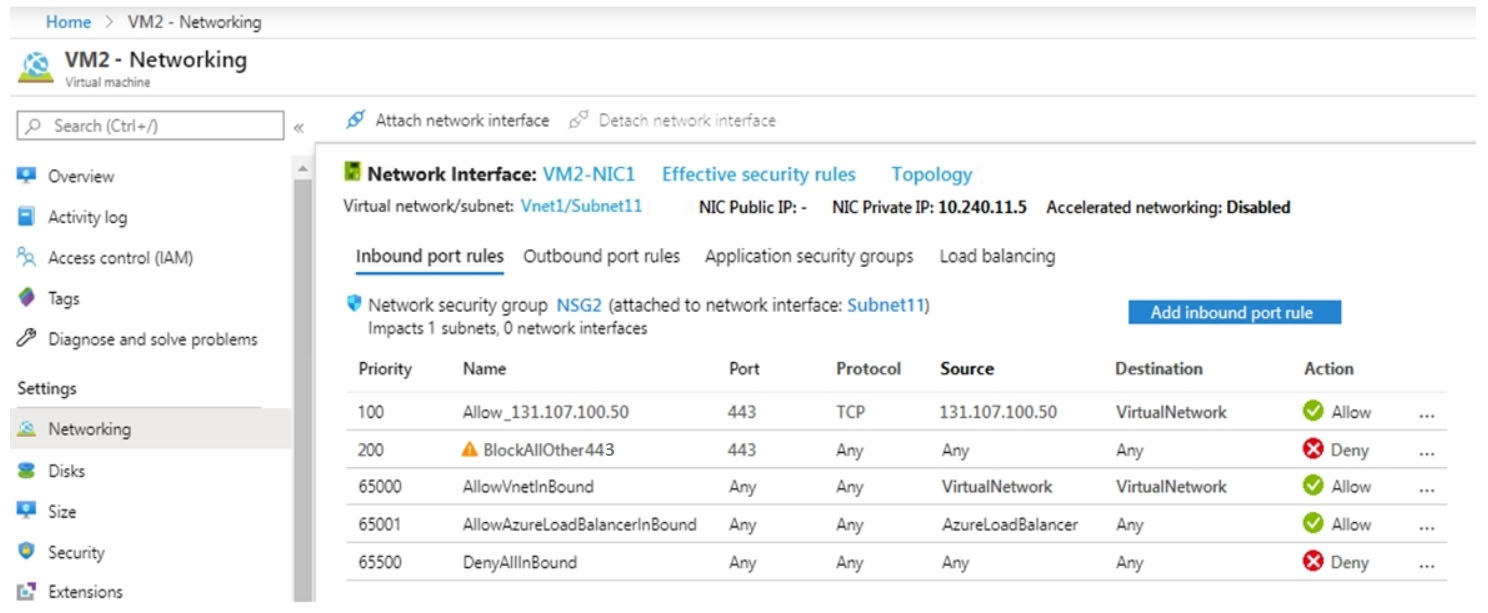 Home > VM2 - Networking
VM2 - Networking
Virtual machine
Search (Ctrl+/)
«
Overview
Activity log
Access control (IAM)
Tags
Diagnose and solve problems
Settings
Networking
Disks
Size
Security
Extensions
Attach network interface Detach network interface
Network Interface: VM2-NIC1 Effective security rules Topology
Virtual network/subnet: Vnet1/Subnet11 NIC Public IP: - NIC Private IP: 10.240.11.5 Accelerated networking: Disabled
Inbound port rules Outbound port rules Application security groups Load balancing
Network security group NSG2 (attached to network interface: Subnet11)
Impacts 1 subnets, 0 network interfaces
Add inbound port rule
Priority Name Port Protocol Source Destination Action
100 Allow_131.107.100.50 443 TCP 131.107.100.50 VirtualNetwork Allow ...
200 BlockAllOther443 443 Any Any Any Deny ...
65000 AllowVnetInBound Any Any VirtualNetwork VirtualNetwork Allow ...
65001 AllowAzureLoadBalancerInBound Any Any AzureLoadBalancer Any Allow ...
65500 DenyAllInBound Any Any Any Any Deny ...